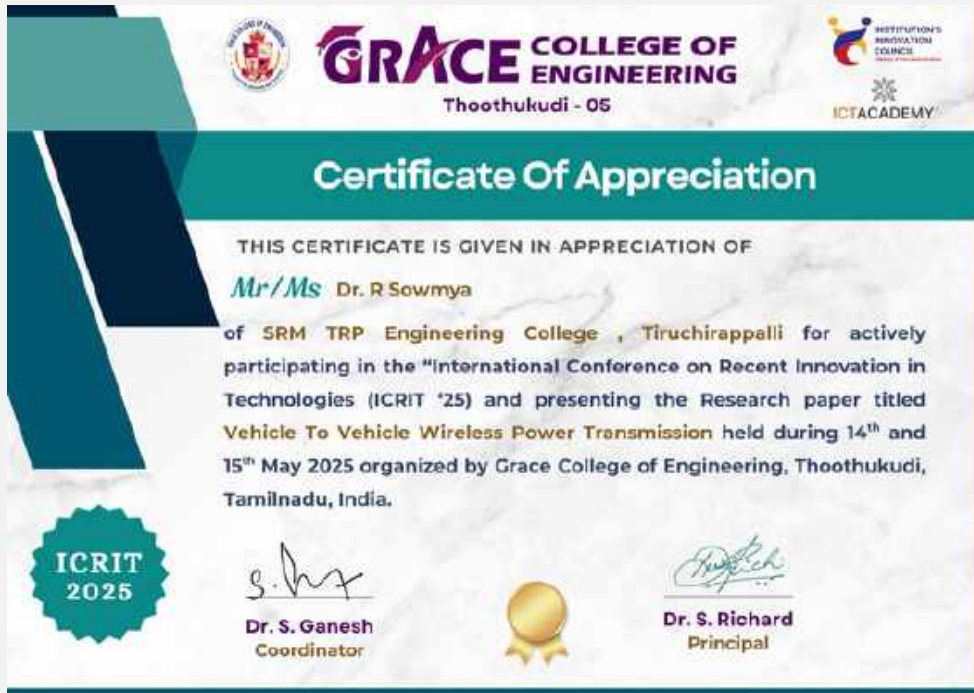 GRACE COLLEGE OF
ENGINEERING
Thoothukudi - 05
INSTITUTION'S
INNOVATION
COUNCIL
ICTACADEMY
Certificate Of Appreciation
THIS CERTIFICATE IS GIVEN IN APPRECIATION OF
Mr/Ms Dr. R Sowmya
of SRM TRP Engineering College , Tiruchirappalli for actively
participating in the "International Conference on Recent Innovation in
Technologies (ICRIT '25) and presenting the Research paper titled
Vehicle To Vehicle Wireless Power Transmission held during 14th and
15th May 2025 organized by Grace College of Engineering, Thoothukudi,
Tamilnadu, India.
ICRIT
2025
Dr. S. Ganesh
Coordinator
Dr. S. Richard
Principal